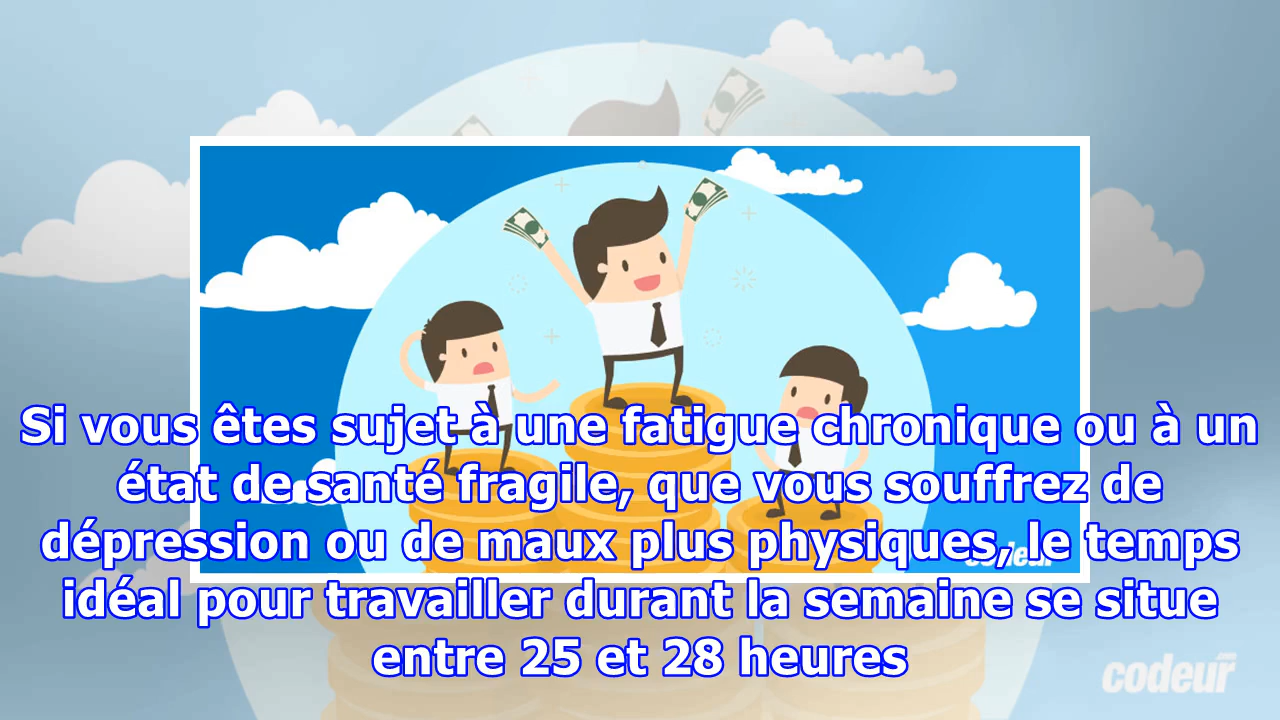 Si vous êtes sujet à une fatigue chronique ou à un
état de santé fragile, que vous souffrez de
dépression ou de maux plus physiques, le temps
idéal pour travailler durant la semaine se situe
entre 25 et 28 heures
codeur
codeur